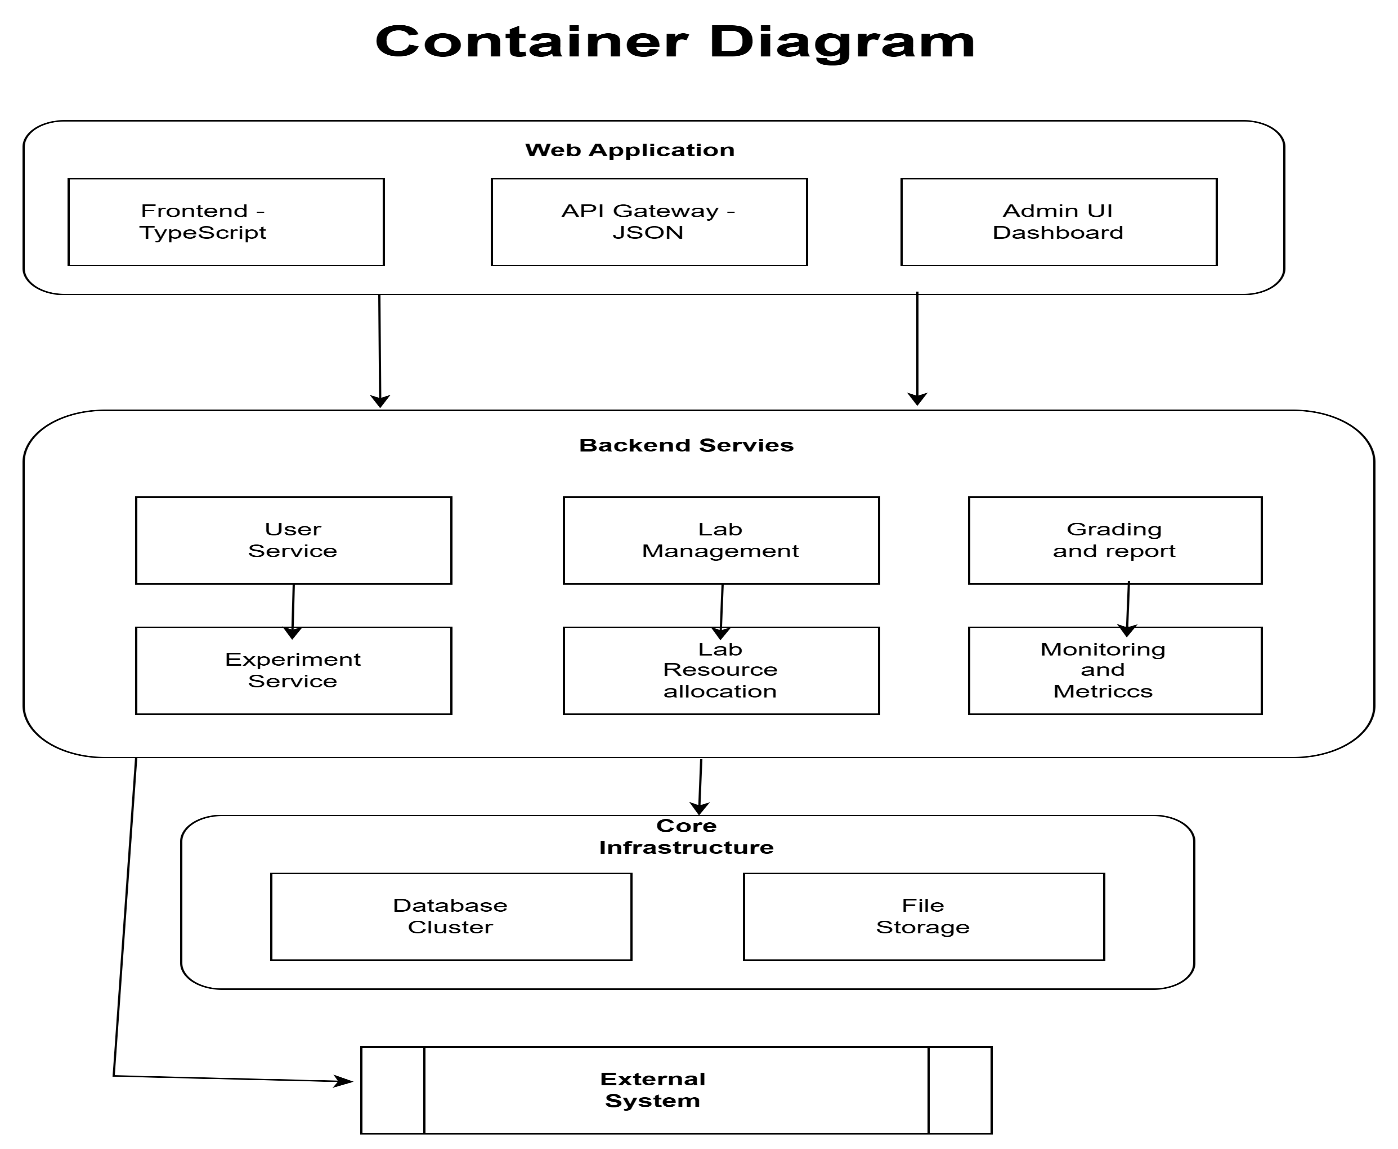 Container Diagram
Web Application
Frontend -
TypeScript
API Gateway -
JSON
Admin UI
Dashboard
Backend Servies
User
Service
Lab
Management
Grading
and report
Experiment
Service
Lab
Resource
allocation
Monitoring
and
Metriccs
Core
Infrastructure
Database
Cluster
File
Storage
External
System